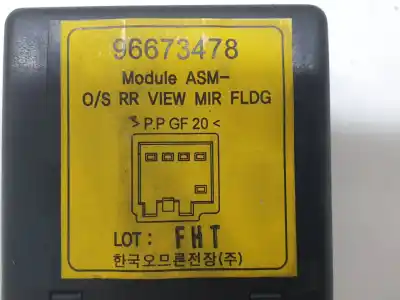 96673478
Module ASM-
O/S RR VIEW MIR FLDG
> P.P GF 20 <
LOT : FHT
한국오므론전장(주)